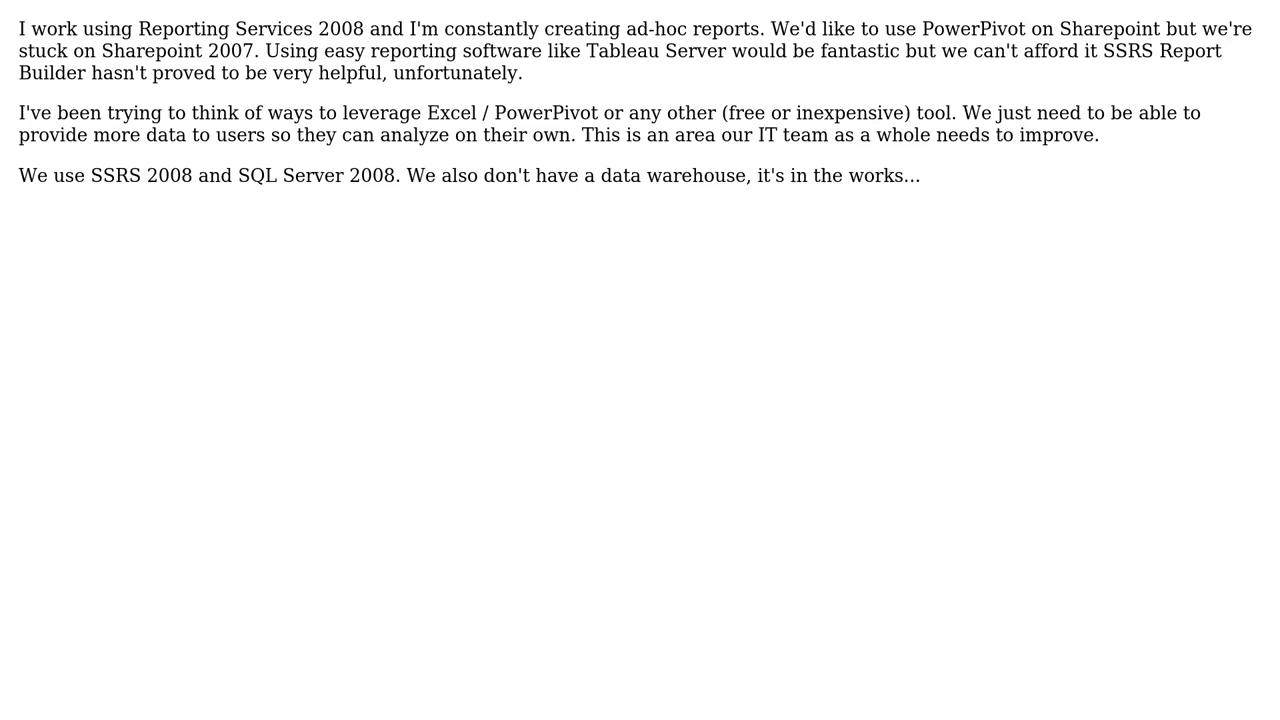 I work using Reporting Services 2008 and I'm constantly creating ad-hoc reports. We'd like to use PowerPivot on Sharepoint but we're
stuck on Sharepoint 2007. Using easy reporting software like Tableau Server would be fantastic but we can't afford it SSRS Report
Builder hasn't proved to be very helpful, unfortunately.
I've been trying to think of ways to leverage Excel / PowerPivot or any other (free or inexpensive) tool. We just need to be able to
provide more data to users so they can analyze on their own. This is an area our IT team as a whole needs to improve.
We use SSRS 2008 and SQL Server 2008. We also don't have a data warehouse, it's in the works...